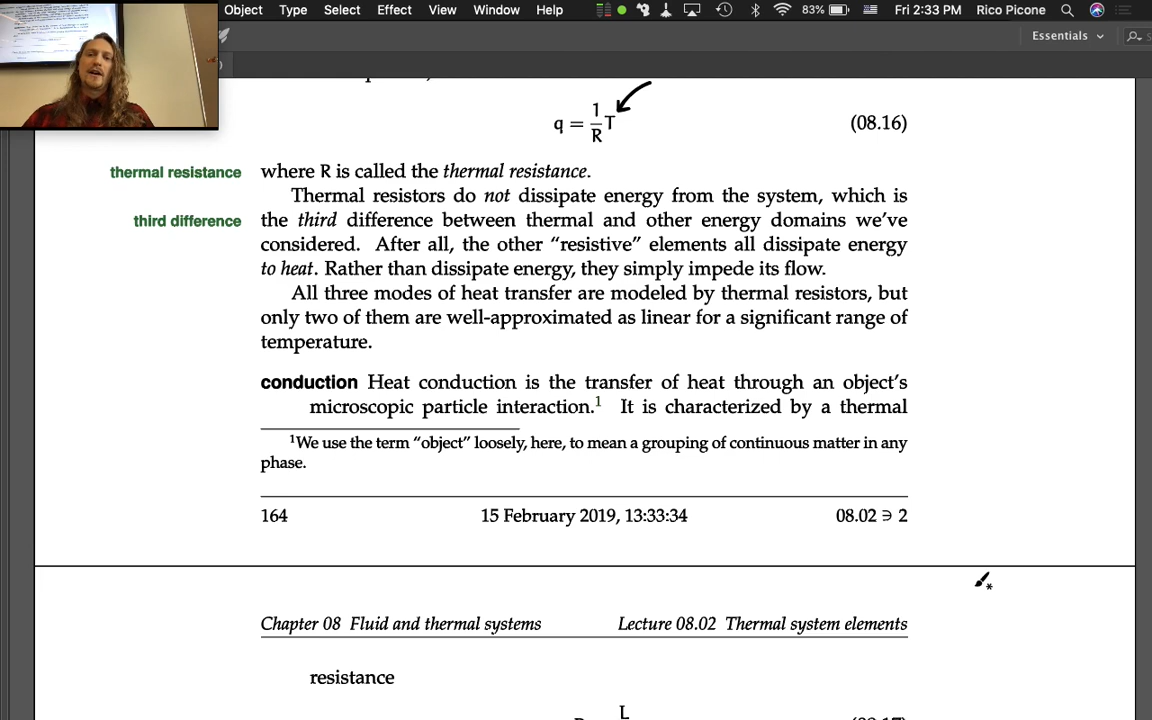 Object Type Select Effect View Window Help 83% Fri 2:33 PM Rico Picone
Essentials
q = 1/R T (08.16)
thermal resistance where R is called the thermal resistance.
Thermal resistors do not dissipate energy from the system, which is
third difference the third difference between thermal and other energy domains we've
considered. After all, the other “resistive” elements all dissipate energy
to heat. Rather than dissipate energy, they simply impede its flow.
All three modes of heat transfer are modeled by thermal resistors, but
only two of them are well-approximated as linear for a significant range of
temperature.
conduction Heat conduction is the transfer of heat through an object's
microscopic particle interaction.¹ It is characterized by a thermal
¹We use the term “object” loosely, here, to mean a grouping of continuous matter in any
phase.
164 15 February 2019, 13:33:34 08.02 ∋ 2
Chapter 08 Fluid and thermal systems Lecture 08.02 Thermal system elements
resistance
L